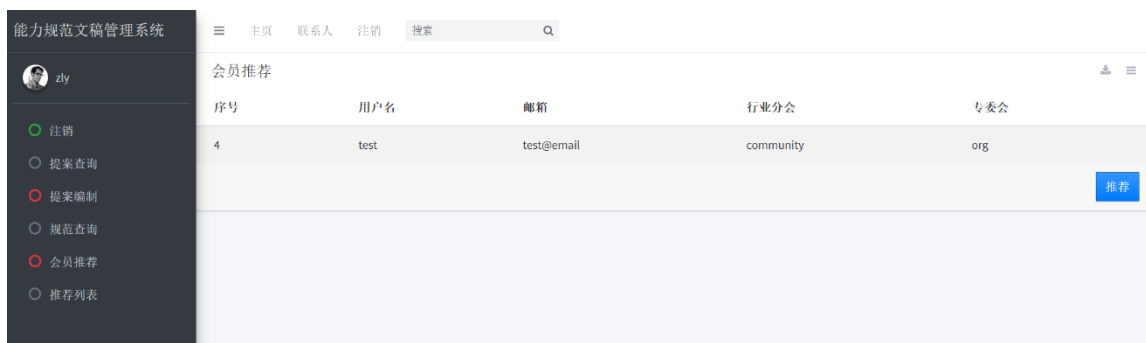 能力规范文稿管理系统
主页 联系人 注销 搜索
zly
注销
提案查询
提案编制
规范查询
会员推荐
推荐列表
会员推荐
序号 用户名 邮箱 行业分会 专委会
4 test test@email community org
推荐